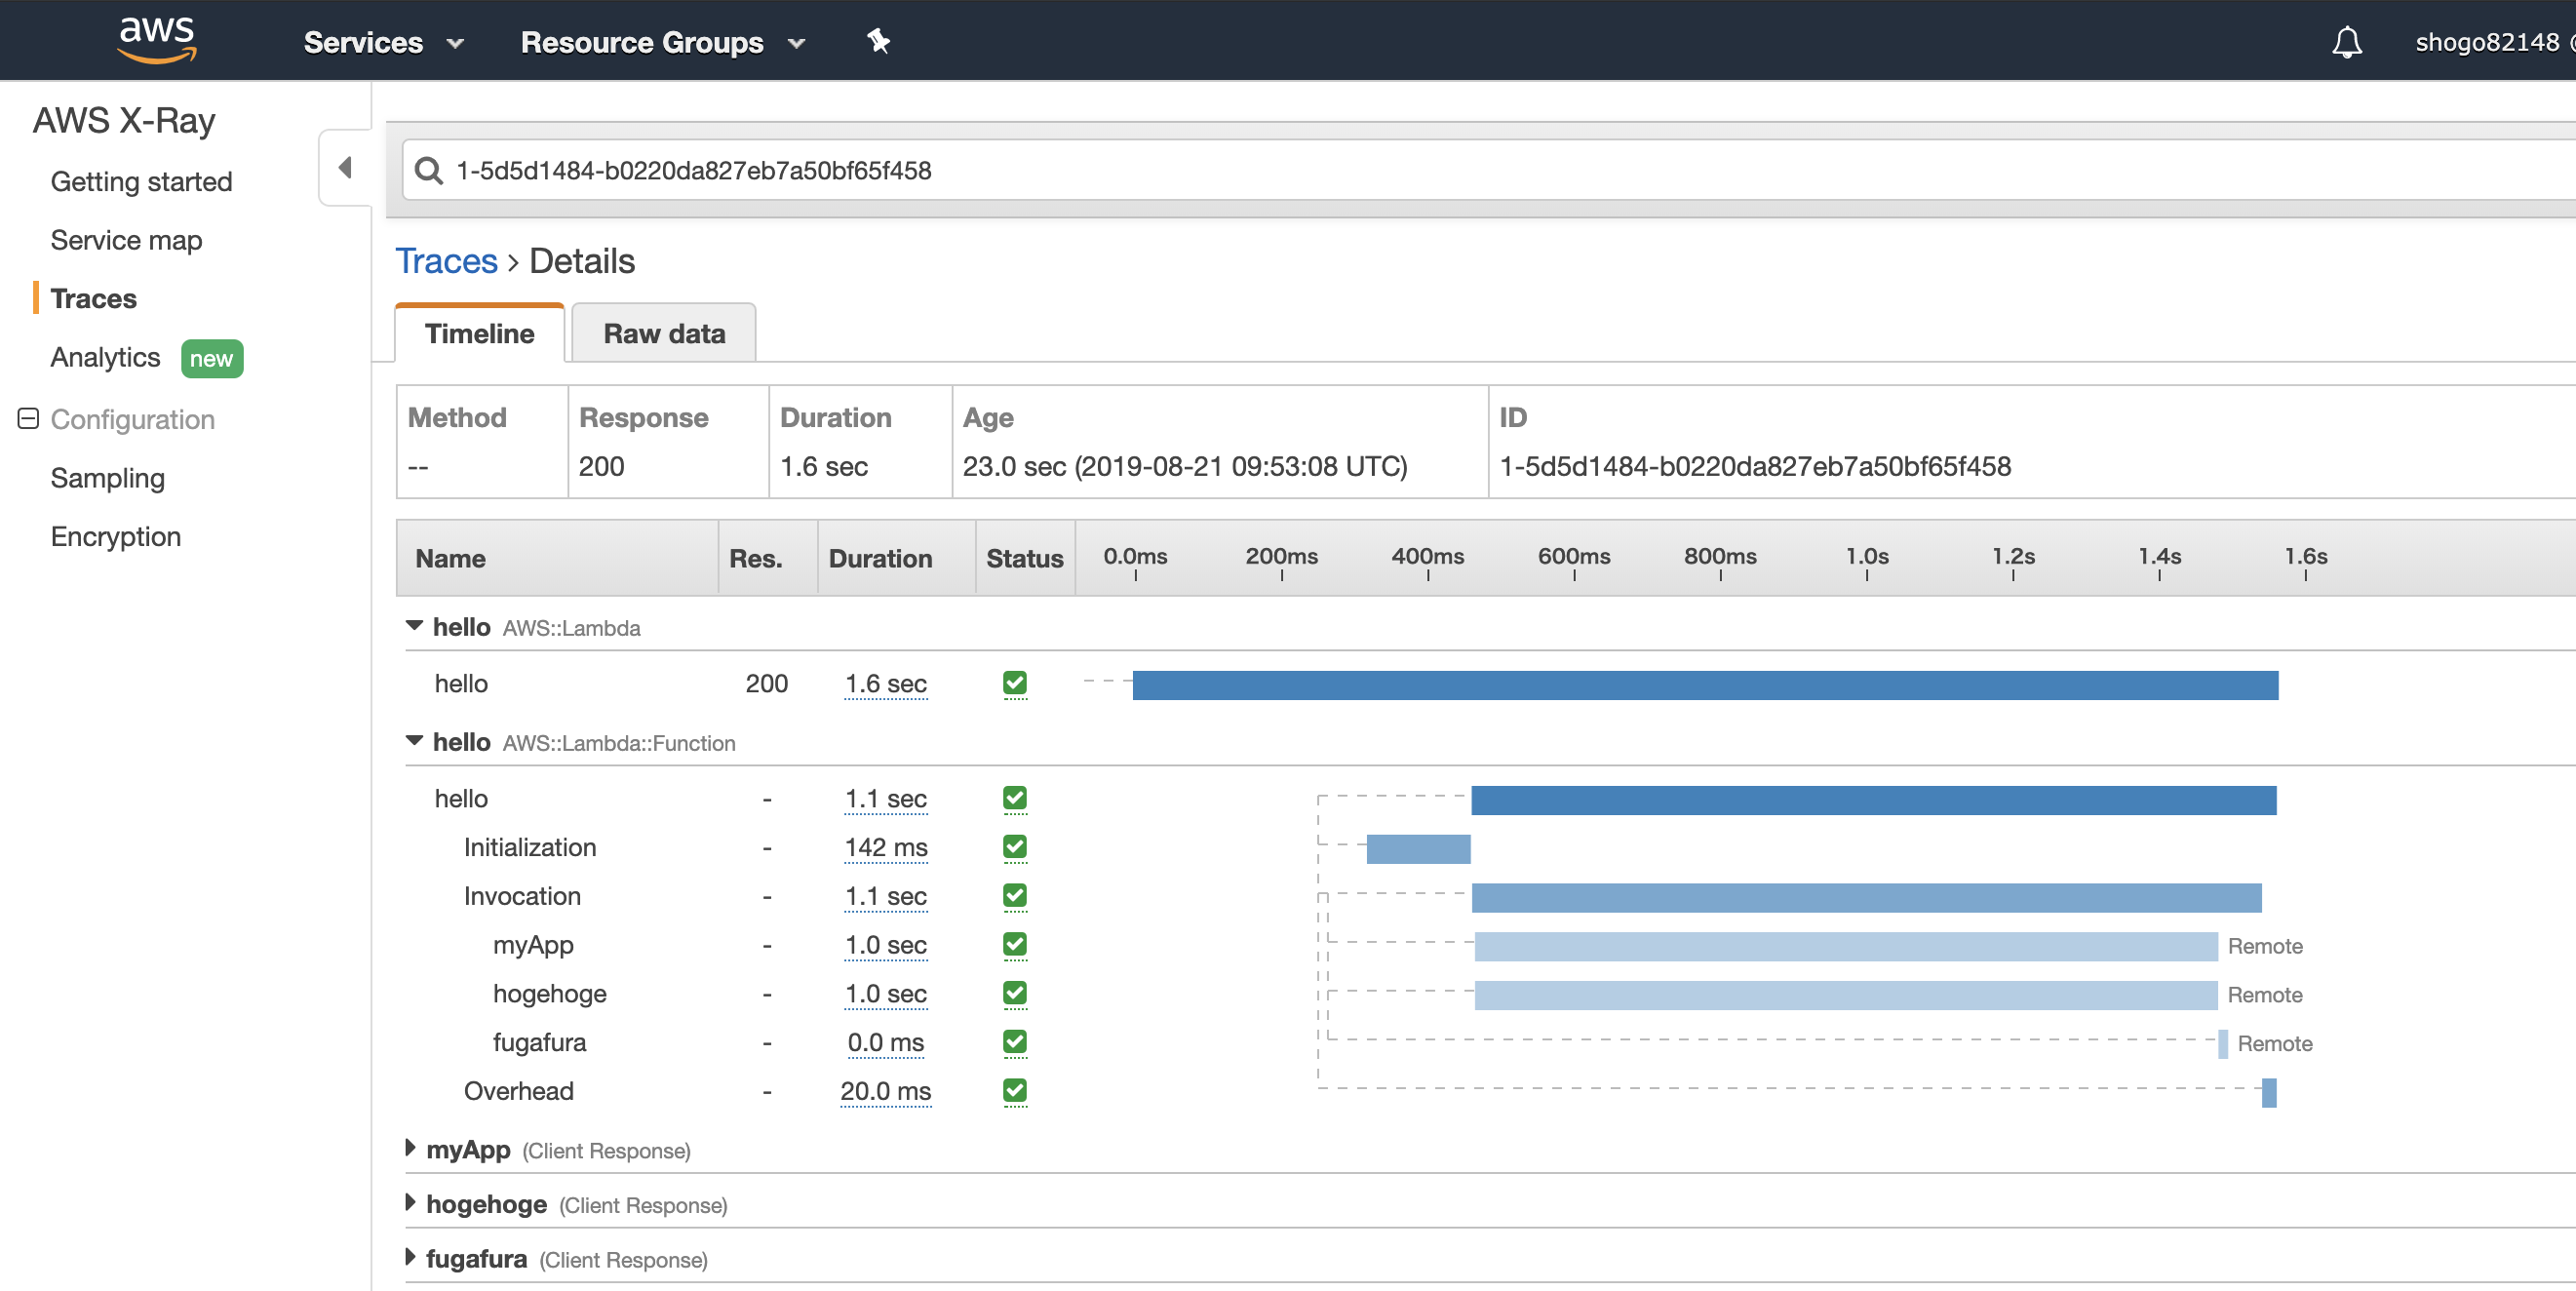 aws Services Resource Groups shogo82148
AWS X-Ray
Getting started
Service map
Traces
Analytics new
Configuration
Sampling
Encryption
1-5d5d1484-b0220da827eb7a50bf65f458
Traces > Details
Timeline Raw data
Method Response Duration Age ID
-- 200 1.6 sec 23.0 sec (2019-08-21 09:53:08 UTC) 1-5d5d1484-b0220da827eb7a50bf65f458
Name Res. Duration Status 0.0ms 200ms 400ms 600ms 800ms 1.0s 1.2s 1.4s 1.6s
hello AWS::Lambda
hello 200 1.6 sec
hello AWS::Lambda::Function
hello - 1.1 sec
Initialization - 142 ms
Invocation - 1.1 sec
myApp - 1.0 sec Remote
hogehoge - 1.0 sec Remote
fugafura - 0.0 ms Remote
Overhead - 20.0 ms
myApp (Client Response)
hogehoge (Client Response)
fugafura (Client Response)